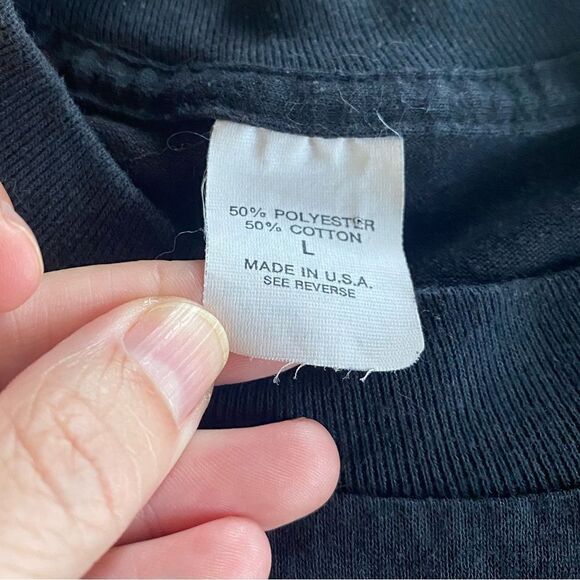 50% POLYESTER
50% COTTON
L
MADE IN U.S.A.
SEE REVERSE